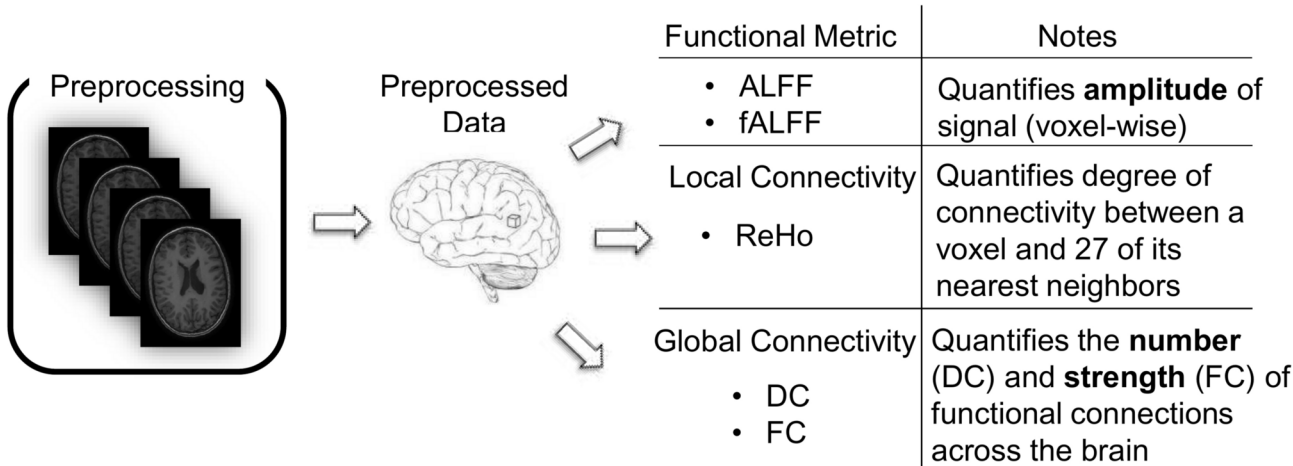 Preprocessing
Preprocessed
Data
Functional Metric
Notes
• ALFF
• fALFF
Quantifies amplitude of
signal (voxel-wise)
Local Connectivity
• ReHo
Quantifies degree of
connectivity between a
voxel and 27 of its
nearest neighbors
Global Connectivity
• DC
• FC
Quantifies the number
(DC) and strength (FC) of
functional connections
across the brain